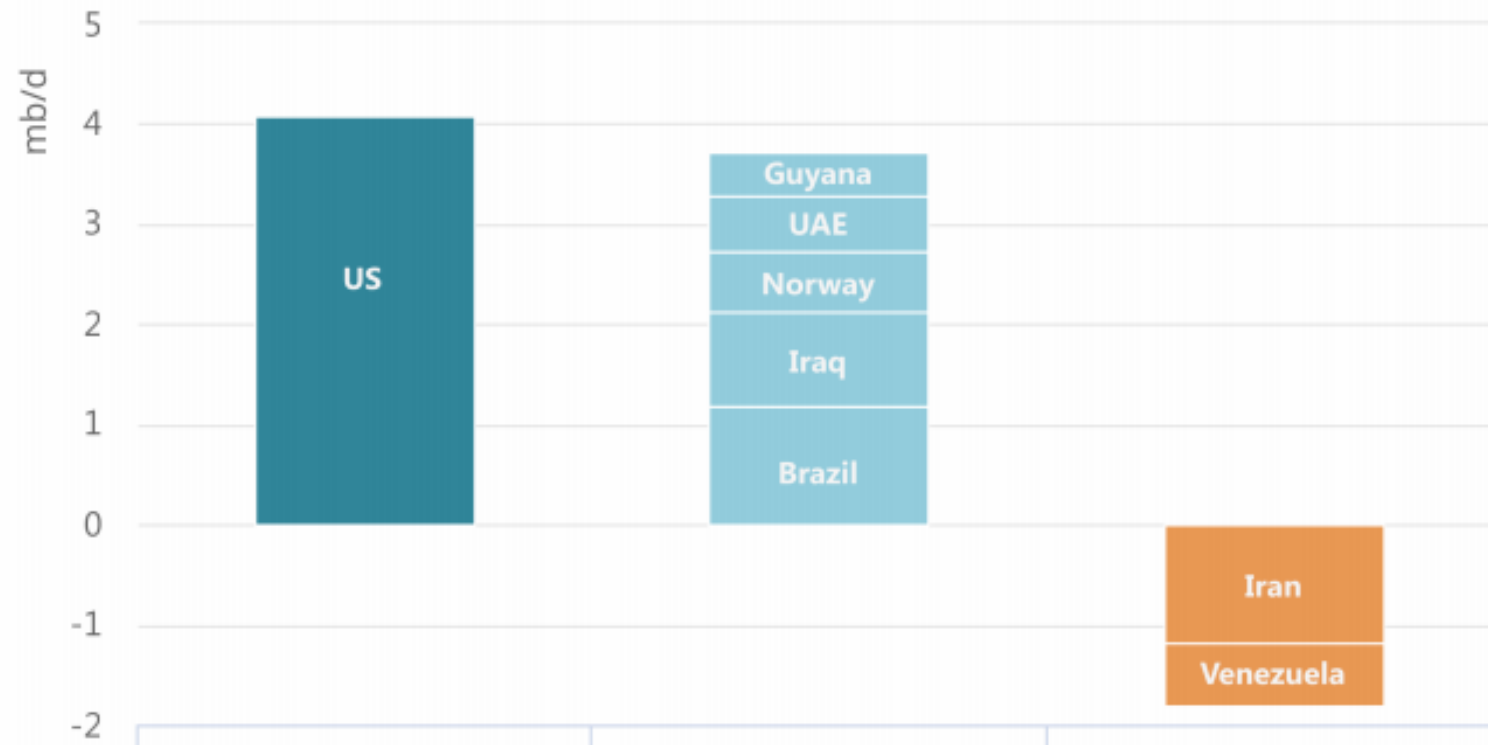 mb/d
5
4
3
2
1
0
-1
-2
US
Guyana
UAE
Norway
Iraq
Brazil
Iran
Venezuela